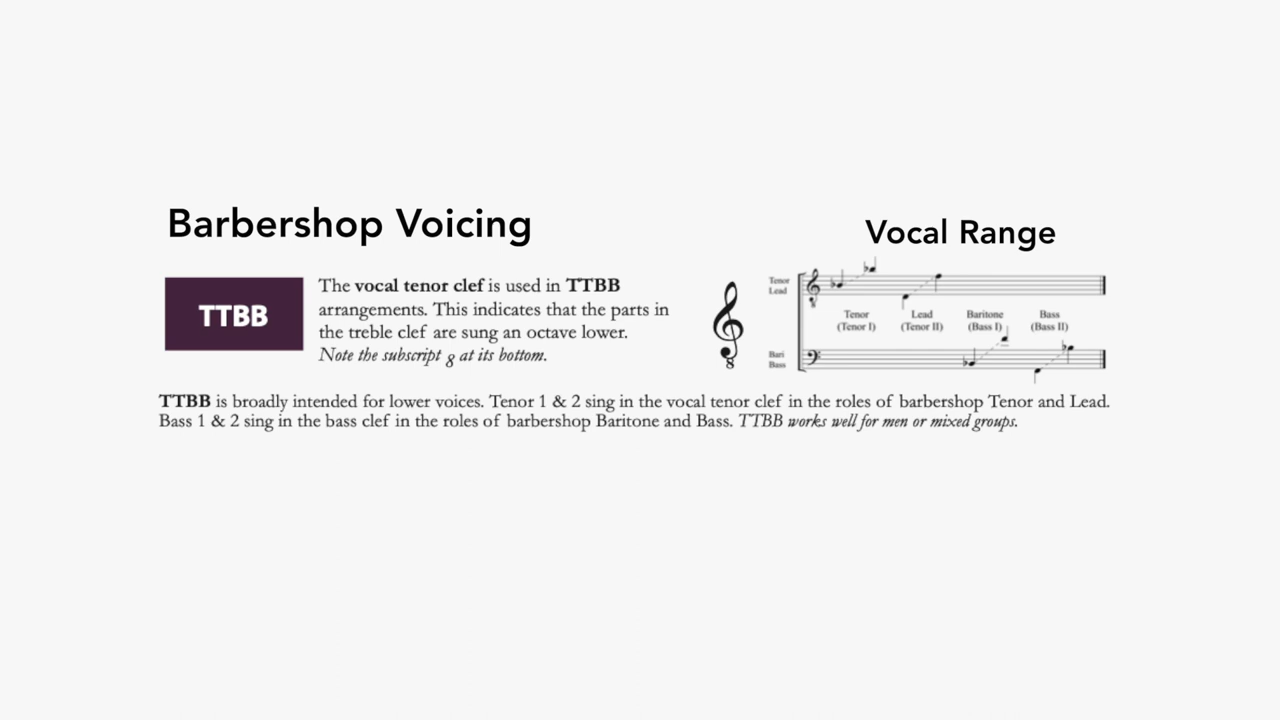 Barbershop Voicing
Vocal Range
TTBB
The vocal tenor clef is used in TTBB
arrangements. This indicates that the parts in
the treble clef are sung an octave lower.
Note the subscript 8 at its bottom.
8
Tenor
Lead
8
Tenor
(Tenor I)
Lead
(Tenor II)
Baritone
(Bass I)
Bass
(Bass II)
Bari
Bass
TTBB is broadly intended for lower voices. Tenor 1 & 2 sing in the vocal tenor clef in the roles of barbershop Tenor and Lead.
Bass 1 & 2 sing in the bass clef in the roles of barbershop Baritone and Bass. TTBB works well for men or mixed groups.